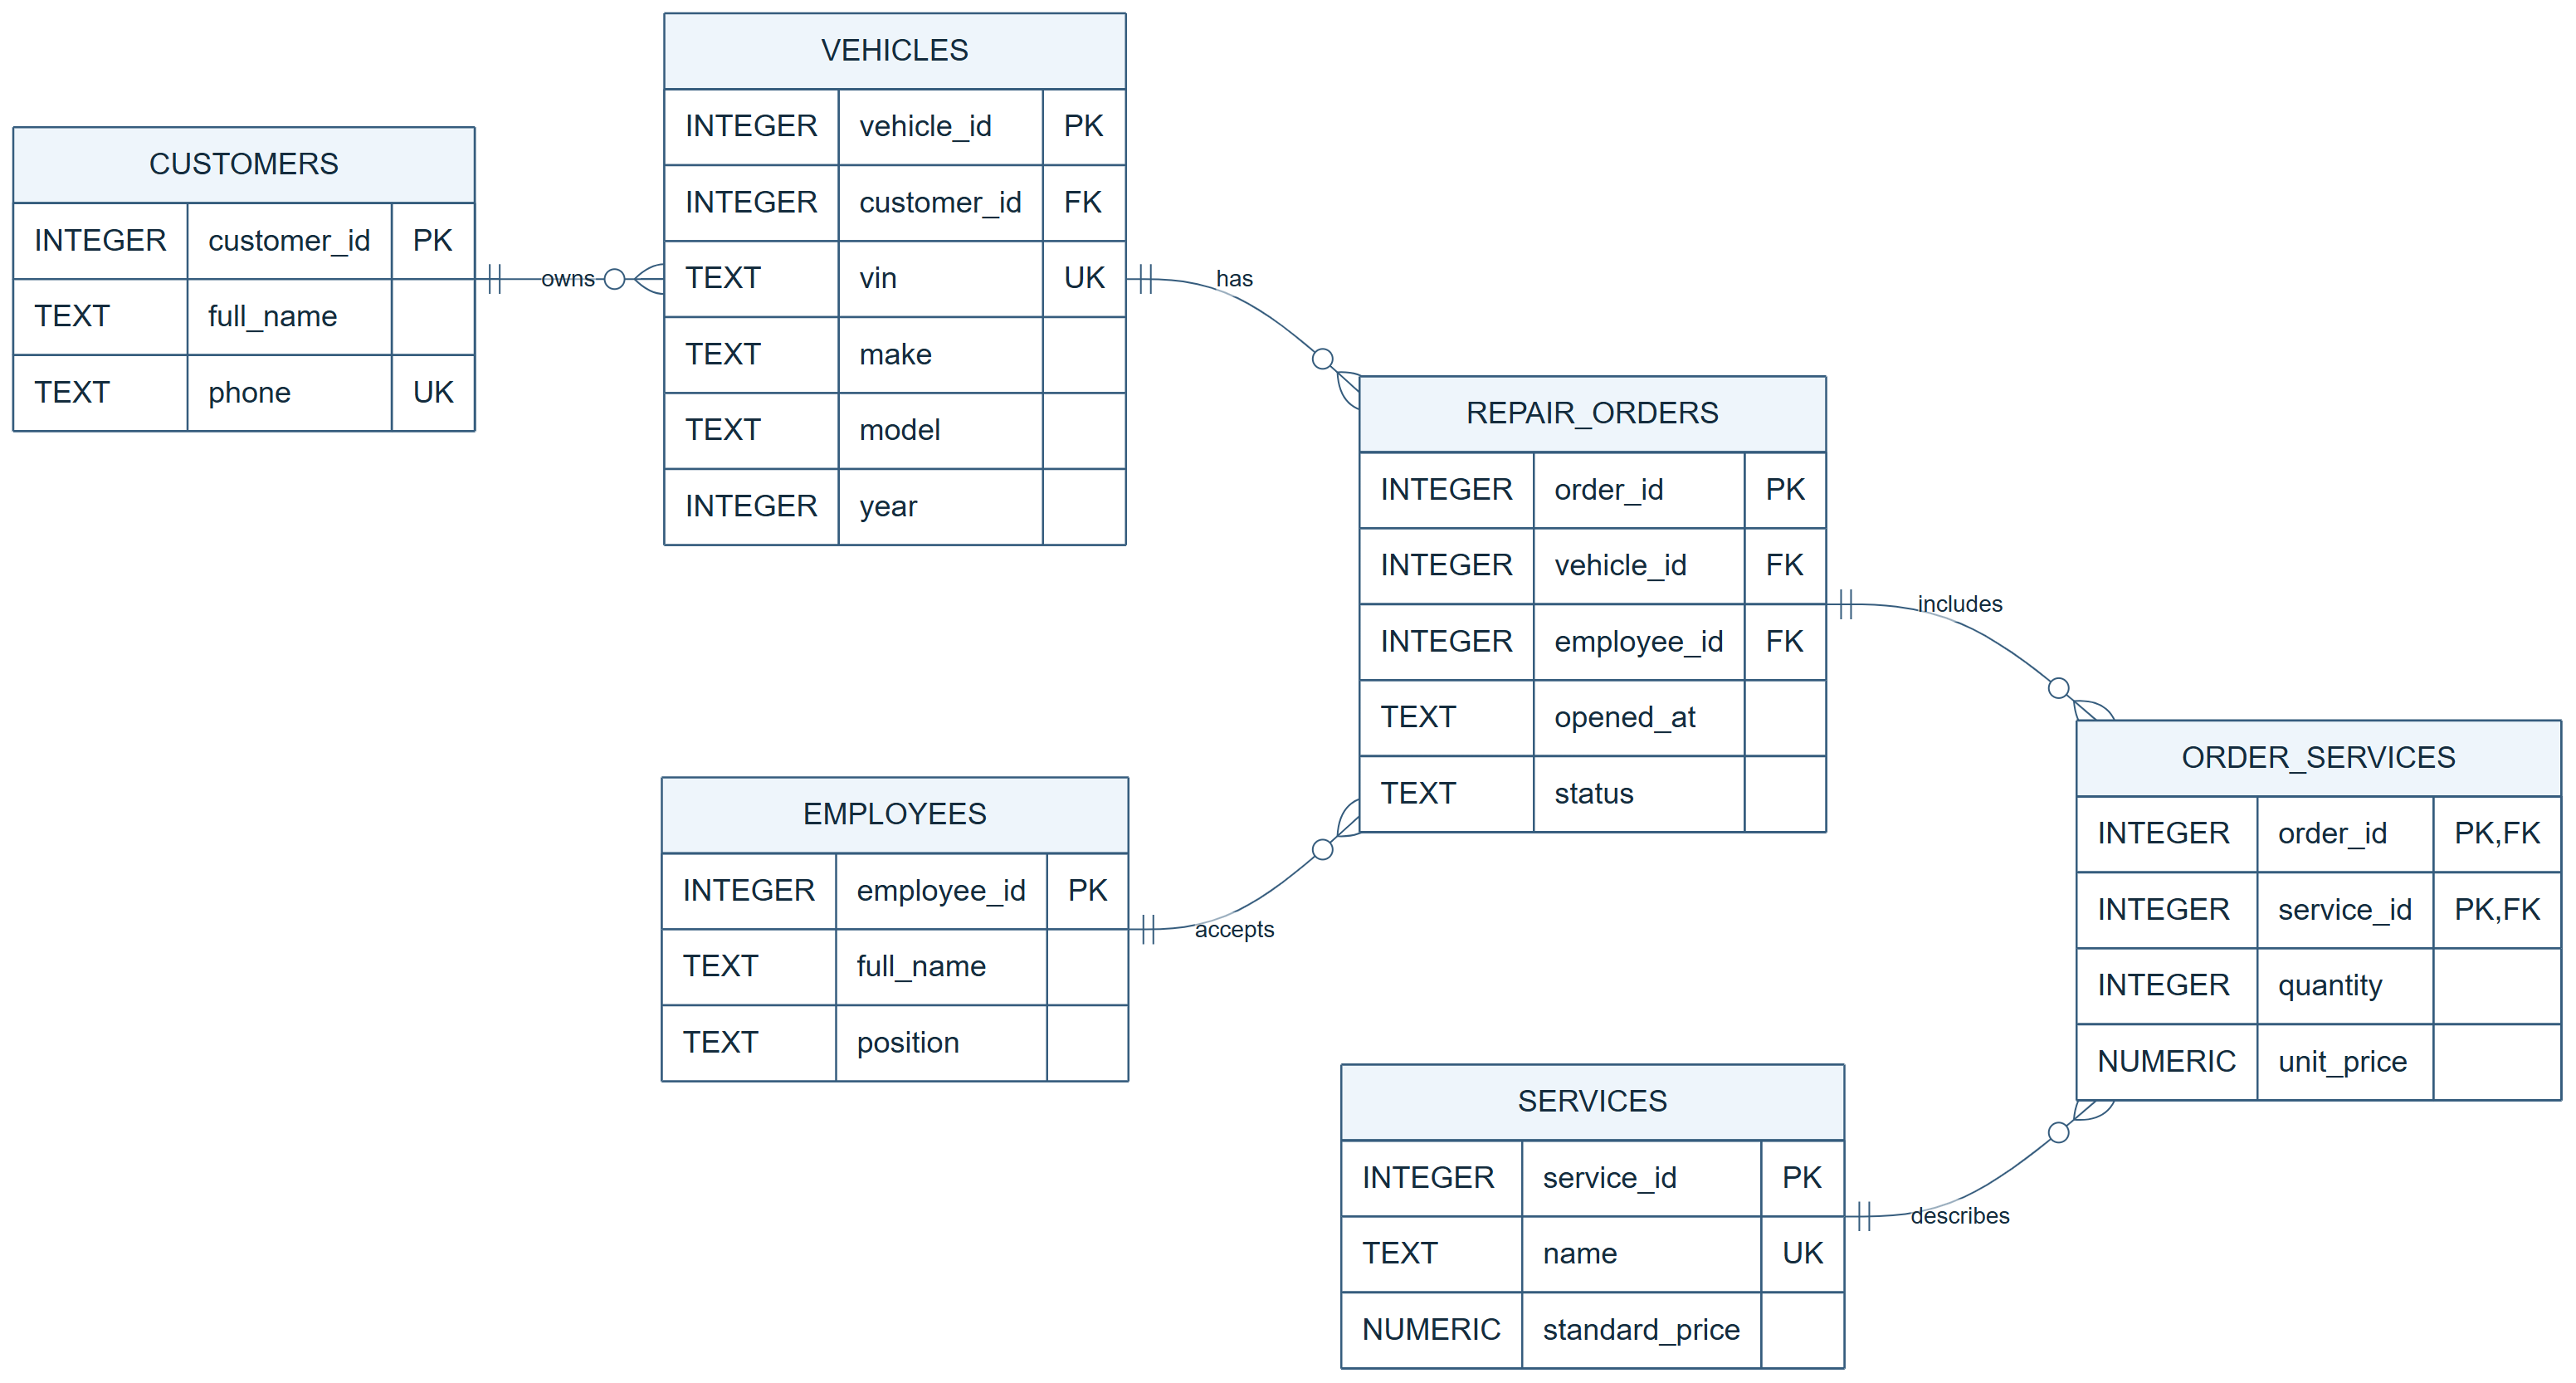 CUSTOMERS
INTEGER customer_id PK
TEXT full_name
TEXT phone UK
owns
VEHICLES
INTEGER vehicle_id PK
INTEGER customer_id FK
TEXT vin UK
TEXT make
TEXT model
INTEGER year
has
EMPLOYEES
INTEGER employee_id PK
TEXT full_name
TEXT position
accepts
REPAIR_ORDERS
INTEGER order_id PK
INTEGER vehicle_id FK
INTEGER employee_id FK
TEXT opened_at
TEXT status
includes
SERVICES
INTEGER service_id PK
TEXT name UK
NUMERIC standard_price
describes
ORDER_SERVICES
INTEGER order_id PK,FK
INTEGER service_id PK,FK
INTEGER quantity
NUMERIC unit_price